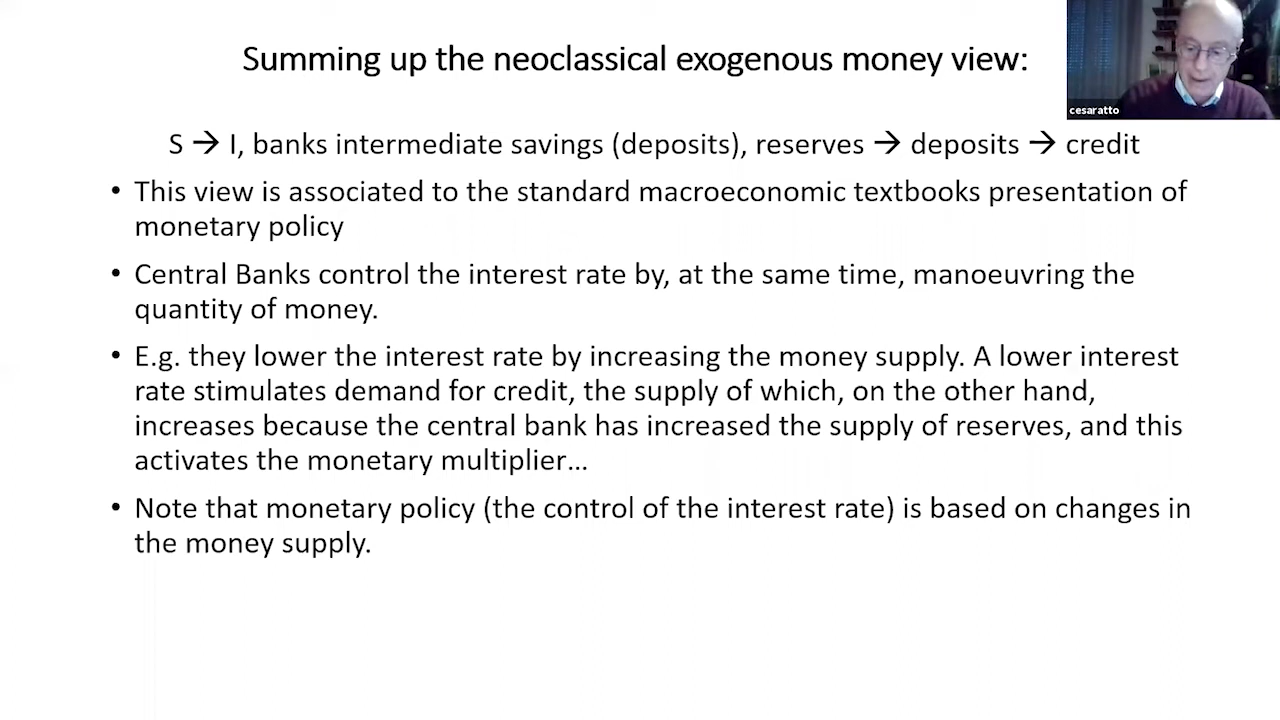 Summing up the neoclassical exogenous money view:
cesaratto
S → I, banks intermediate savings (deposits), reserves → deposits → credit
• This view is associated to the standard macroeconomic textbooks presentation of
monetary policy
• Central Banks control the interest rate by, at the same time, manoeuvring the
quantity of money.
• E.g. they lower the interest rate by increasing the money supply. A lower interest
rate stimulates demand for credit, the supply of which, on the other hand,
increases because the central bank has increased the supply of reserves, and this
activates the monetary multiplier…
• Note that monetary policy (the control of the interest rate) is based on changes in
the money supply.